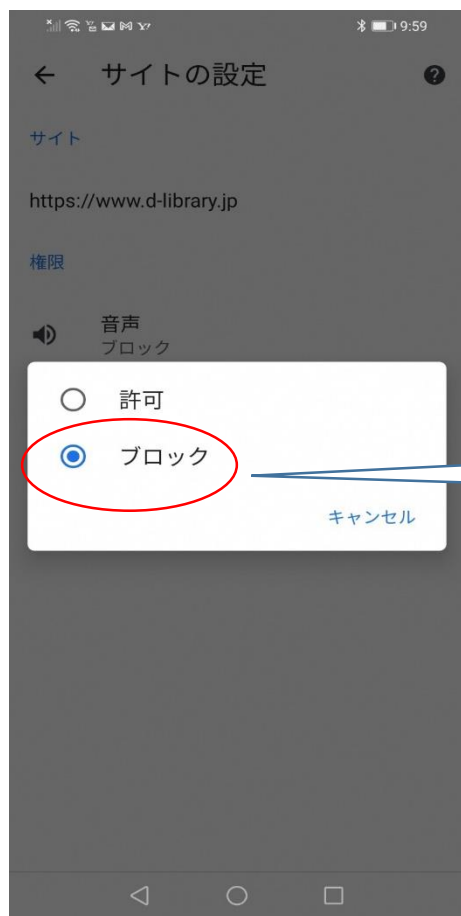 9:59
サイトの設定
サイト
https://www.d-library.jp
権限
音声
ブロック
許可
ブロック
キャンセル